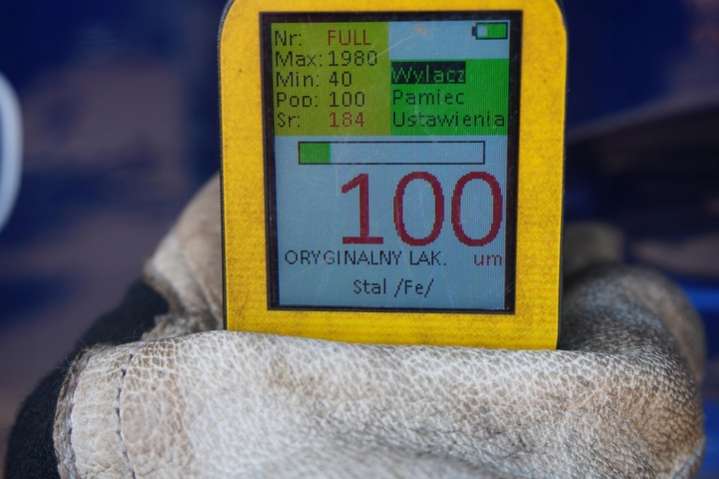 Nr: FULL
Max: 1980
Min: 40
Pop: 100
Sr: 184
Wylacz
Pamiec
Ustawienia
100
ORYGINALNY LAK. um
Stal /Fe/